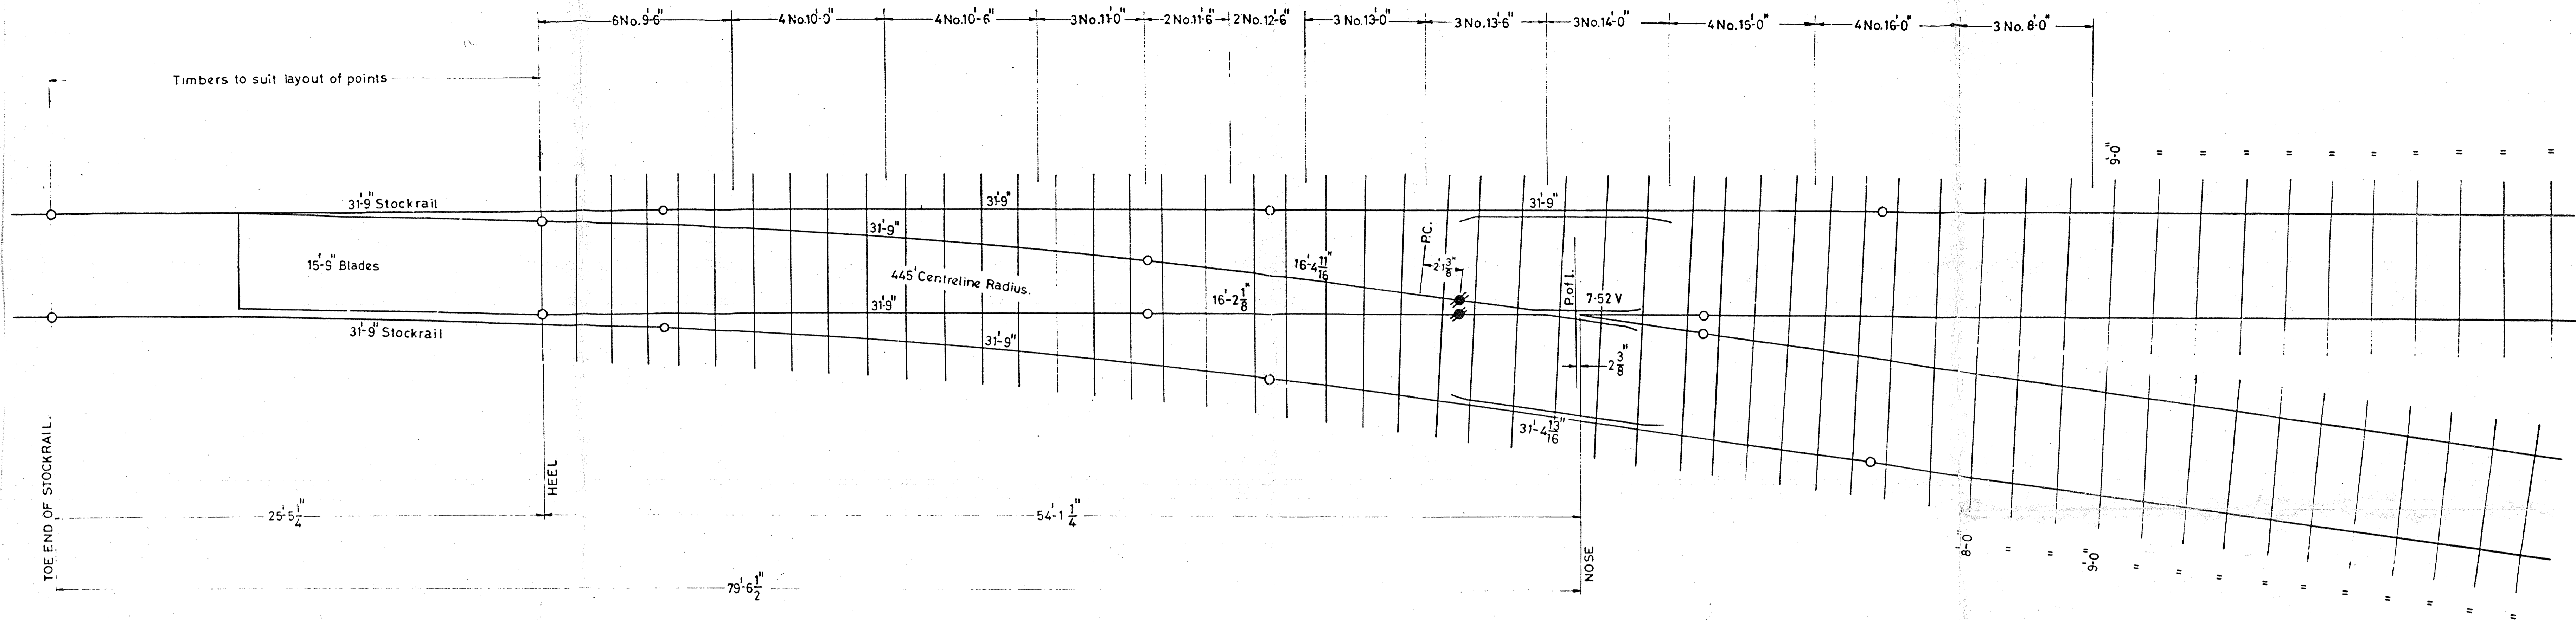 6 No. 9'-6"
4 No. 10'-0"
4 No. 10'-6"
3 No. 11'-0"
2 No. 11'-6"
2 No. 12'-6"
3 No. 13'-0"
3 No. 13'-6"
3 No. 14'-0"
4 No. 15'-0"
4 No. 16'-0"
3 No. 8'-0"
Timbers to suit layout of points
9'-0" " " " " " " " " " "
31'-9" Stockrail
31'-9"
31'-9"
31'-9"
15'-9" Blades
445' Centreline Radius.
16'-4 11/16"
P.C.
2'-1 3/8"
P. of I.
7·52 V
31'-9"
16'-2 1/8"
31'-9" Stockrail
31'-9"
2 3/8"
31'-4 13/16"
TOE END OF STOCKRAIL.
HEEL
25'-5 1/4"
54'-1 1/4"
NOSE
79'-6 1/2"
8'-0" " "
9'-0" " " " " " " " " " "